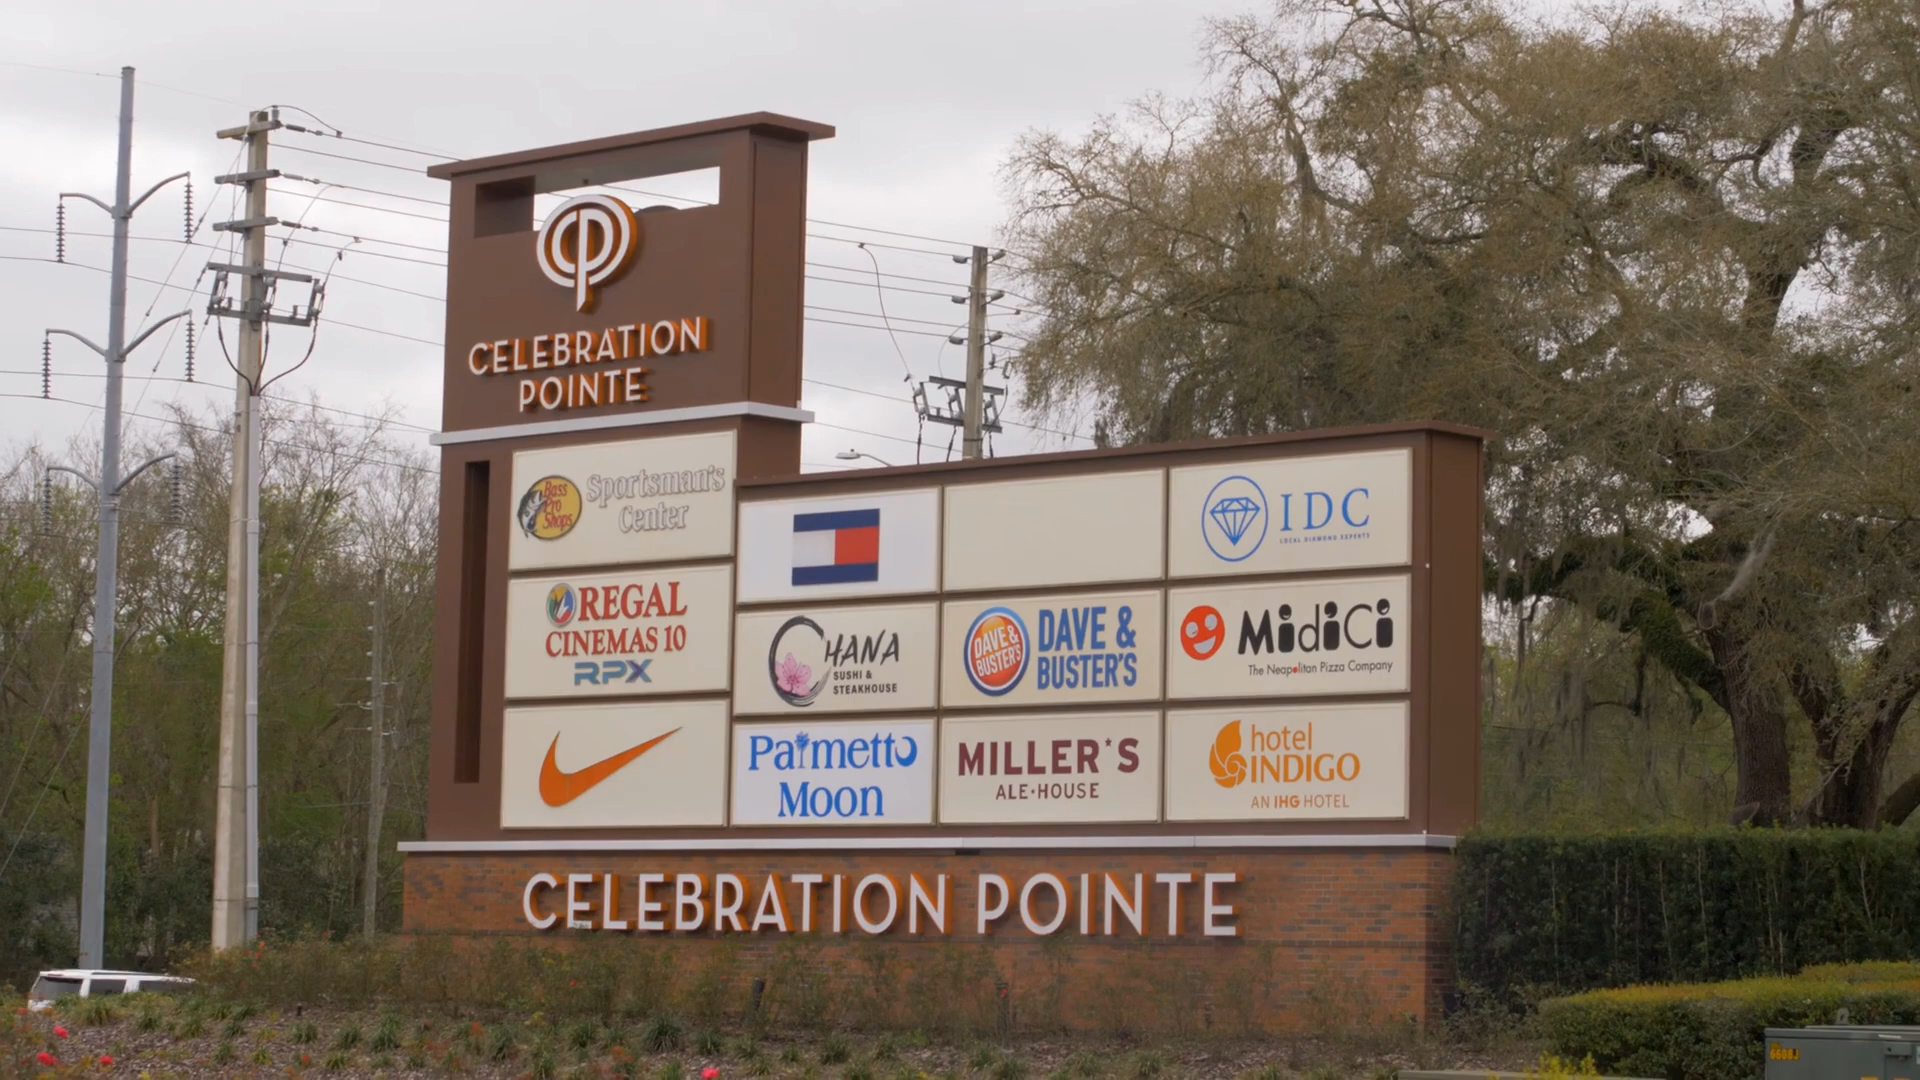 CELEBRATION
POINTE
Bass
Pro
Shops
Sportsman's
Center
REGAL
CINEMAS 10
RPX
OHANA
SUSHI &
STEAKHOUSE
Palmetto
Moon
DAVE &
BUSTER'S
DAVE &
BUSTER'S
MILLER'S
ALE·HOUSE
IDC
LOCAL DIAMOND EXPERTS
MidiCi
The Neapolitan Pizza Company
hotel
INDIGO
AN IHG HOTEL
CELEBRATION POINTE